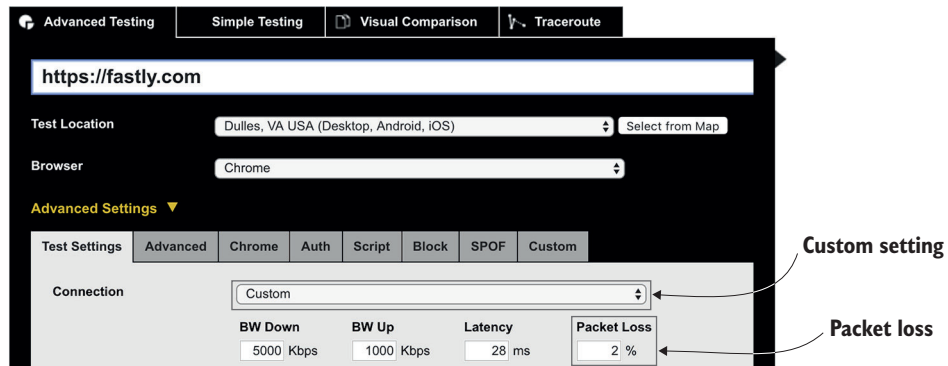 Advanced Testing Simple Testing Visual Comparison Traceroute
https://fastly.com
Test Location Dulles, VA USA (Desktop, Android, iOS) Select from Map
Browser Chrome
Advanced Settings ▼
Test Settings Advanced Chrome Auth Script Block SPOF Custom
Custom setting
Connection Custom
BW Down BW Up Latency Packet Loss
Packet loss
5000 Kbps 1000 Kbps 28 ms 2 %